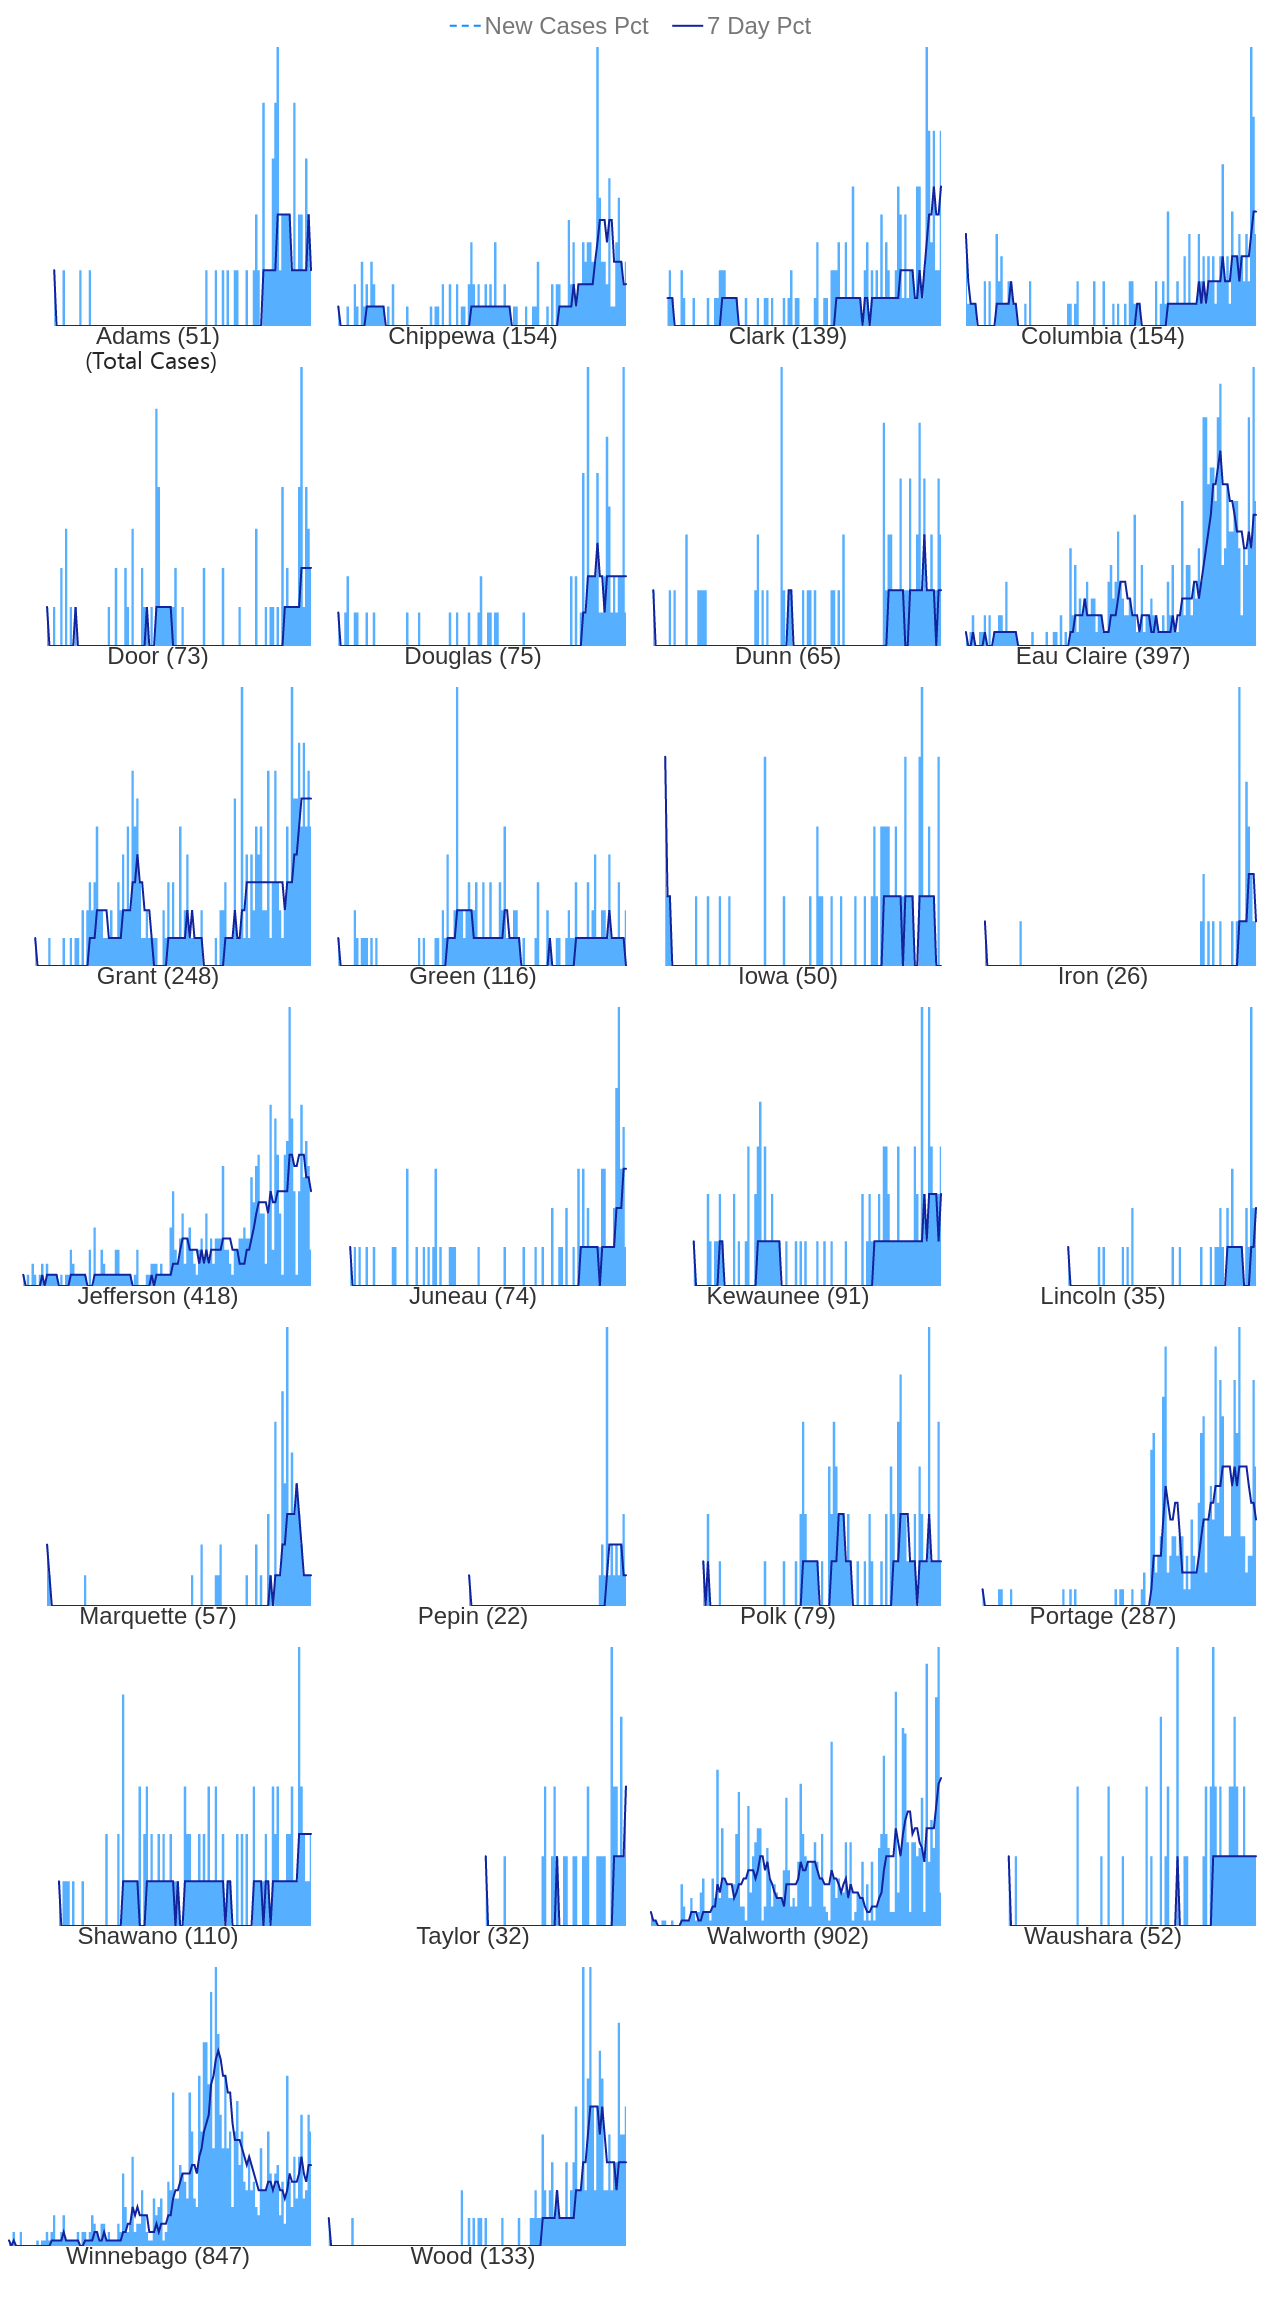 New Cases Pct 7 Day Pct
Adams (51) Chippewa (154) Clark (139) Columbia (154)
(Total Cases)
Door (73) Douglas (75) Dunn (65) Eau Claire (397)
Grant (248) Green (116) Iowa (50) Iron (26)
Jefferson (418) Juneau (74) Kewaunee (91) Lincoln (35)
Marquette (57) Pepin (22) Polk (79) Portage (287)
Shawano (110) Taylor (32) Walworth (902) Waushara (52)
Winnebago (847) Wood (133)